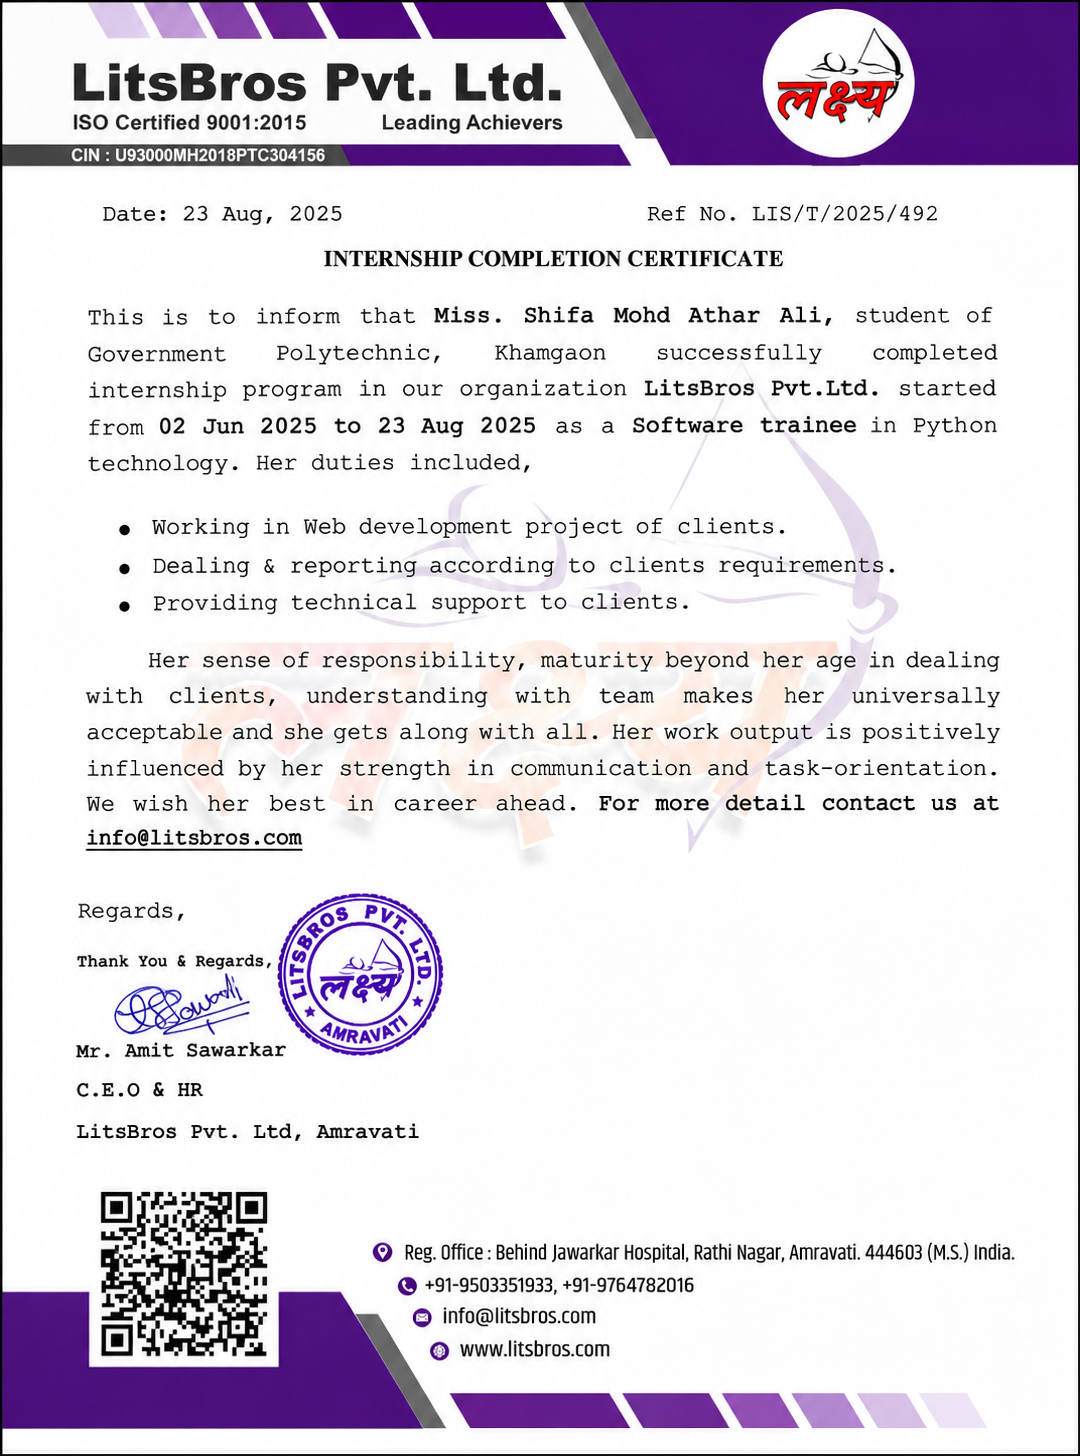 LitsBros Pvt. Ltd.
ISO Certified 9001:2015 Leading Achievers
CIN : U93000MH2018PTC304156
लक्ष्य
Date: 23 Aug, 2025 Ref No. LIS/T/2025/492
INTERNSHIP COMPLETION CERTIFICATE
This is to inform that Miss. Shifa Mohd Athar Ali, student of
Government Polytechnic, Khamgaon successfully completed
internship program in our organization LitsBros Pvt.Ltd. started
from 02 Jun 2025 to 23 Aug 2025 as a Software trainee in Python
technology. Her duties included,
● Working in Web development project of clients.
● Dealing & reporting according to clients requirements.
● Providing technical support to clients.
Her sense of responsibility, maturity beyond her age in dealing
with clients, understanding with team makes her universally
acceptable and she gets along with all. Her work output is positively
influenced by her strength in communication and task-orientation.
We wish her best in career ahead. For more detail contact us at
info@litsbros.com
लक्ष्य
Regards,
Thank You & Regards,
LITSBROS PVT. LTD.
लक्ष्य
★ AMRAVATI ★
Mr. Amit Sawarkar
C.E.O & HR
LitsBros Pvt. Ltd, Amravati
Reg. Office : Behind Jawarkar Hospital, Rathi Nagar, Amravati. 444603 (M.S.) India.
+91-9503351933, +91-9764782016
info@litsbros.com
www.litsbros.com